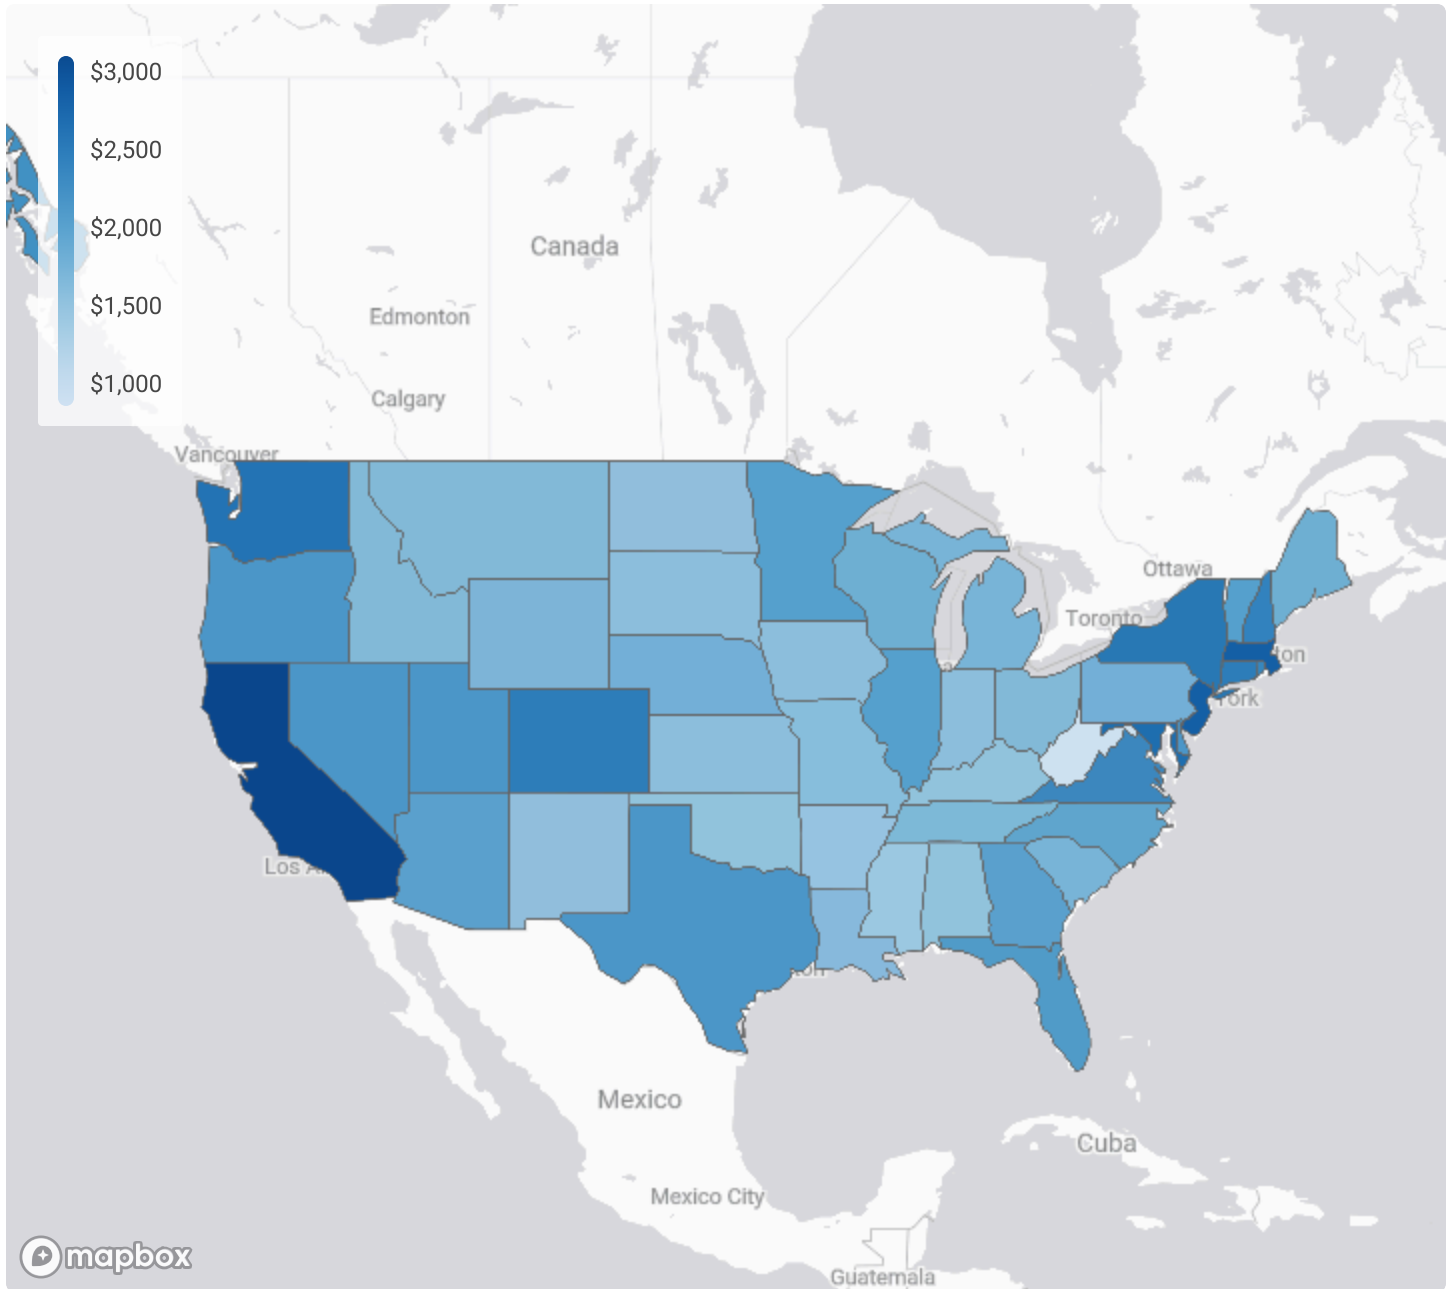 $3,000
$2,500
$2,000
$1,500
$1,000
Canada
Edmonton
Calgary
Vancouver
Ottawa
Toronto
Los A
Mexico
Cuba
Mexico City
Guatemala
mapbox